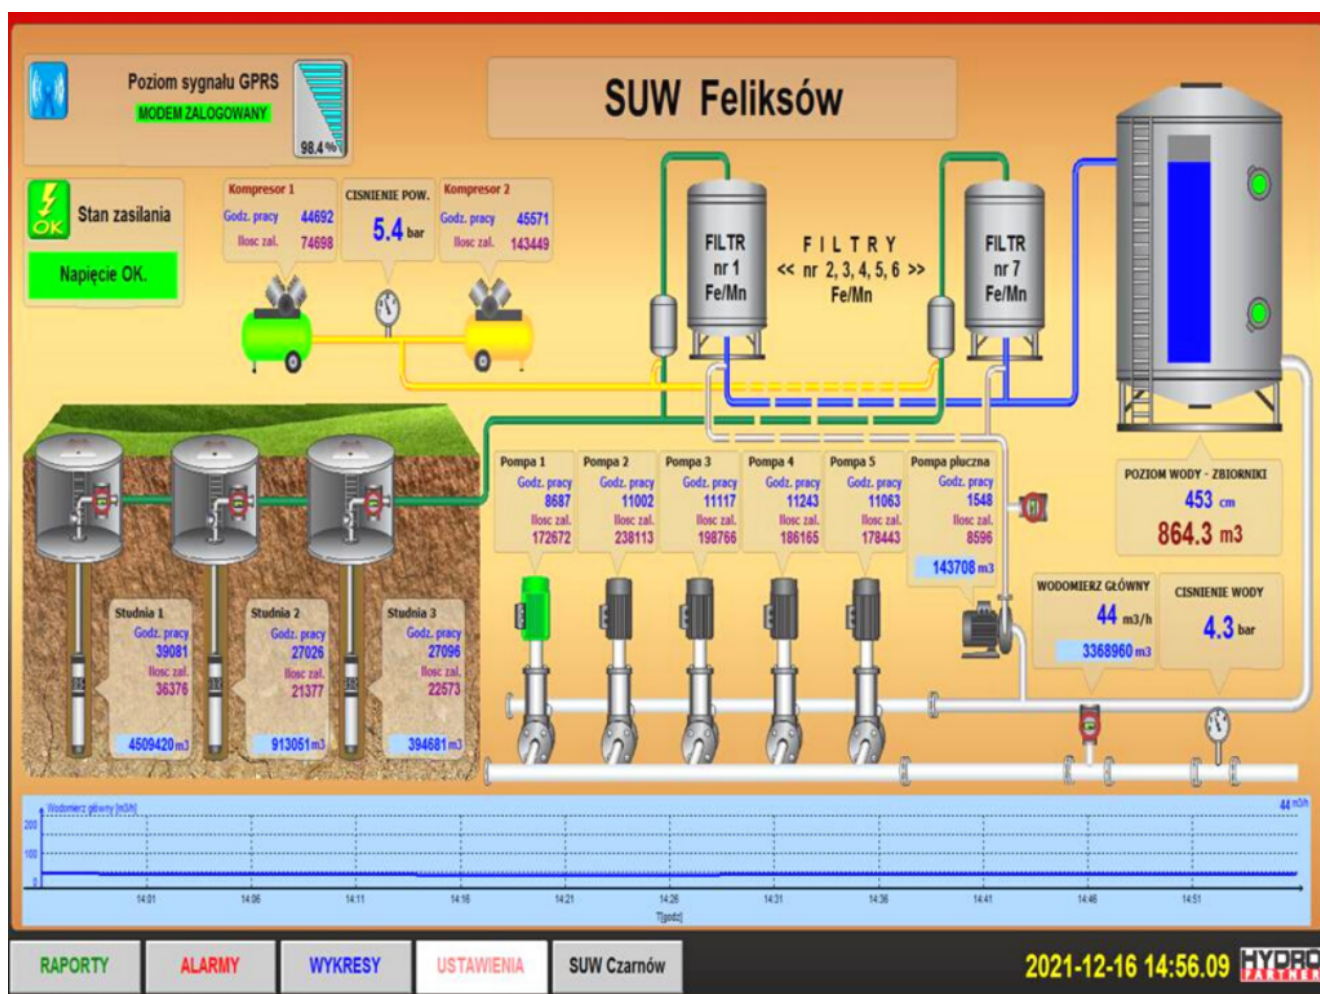 Poziom sygnału GPRS
MODEM ZALOGOWANY
98.4 %
SUW Feliksów
OK
Stan zasilania
Napięcie OK.
Kompresor 1
Godz. pracy 44692
Ilosc zal. 74698
CISNIENIE POW.
5.4 bar
Kompresor 2
Godz. pracy 45571
Ilosc zal. 143449
FILTR
nr 1
Fe/Mn
FILTRY
<< nr 2, 3, 4, 5, 6 >>
Fe/Mn
FILTR
nr 7
Fe/Mn
POZIOM WODY - ZBIORNIKI
453 cm
864.3 m3
Pompa 1
Godz. pracy
8687
Ilosc zal.
172672
Pompa 2
Godz. pracy
11002
Ilosc zal.
238113
Pompa 3
Godz. pracy
11117
Ilosc zal.
198766
Pompa 4
Godz. pracy
11243
Ilosc zal.
186165
Pompa 5
Godz. pracy
11063
Ilosc zal.
178443
Pompa pluczna
Godz. pracy
1548
Ilosc zal.
8596
143708 m3
WODOMIERZ GŁÓWNY
44 m3/h
3368960 m3
CISNIENIE WODY
4.3 bar
Studnia 1
Godz. pracy
39081
Ilosc zal.
36376
4509420 m3
Studnia 2
Godz. pracy
27026
Ilosc zal.
21377
913051 m3
Studnia 3
Godz. pracy
27096
Ilosc zal.
22573
394681 m3
Wodomierz główny [m3/h]
44 m3/h
200
100
0
14:01 14:06 14:11 14:16 14:21 14:26 14:31 14:36 14:41 14:46 14:51
T[godz]
RAPORTY
ALARMY
WYKRESY
USTAWIENIA
SUW Czarnów
2021-12-16 14:56.09
HYDRO
PARTNER